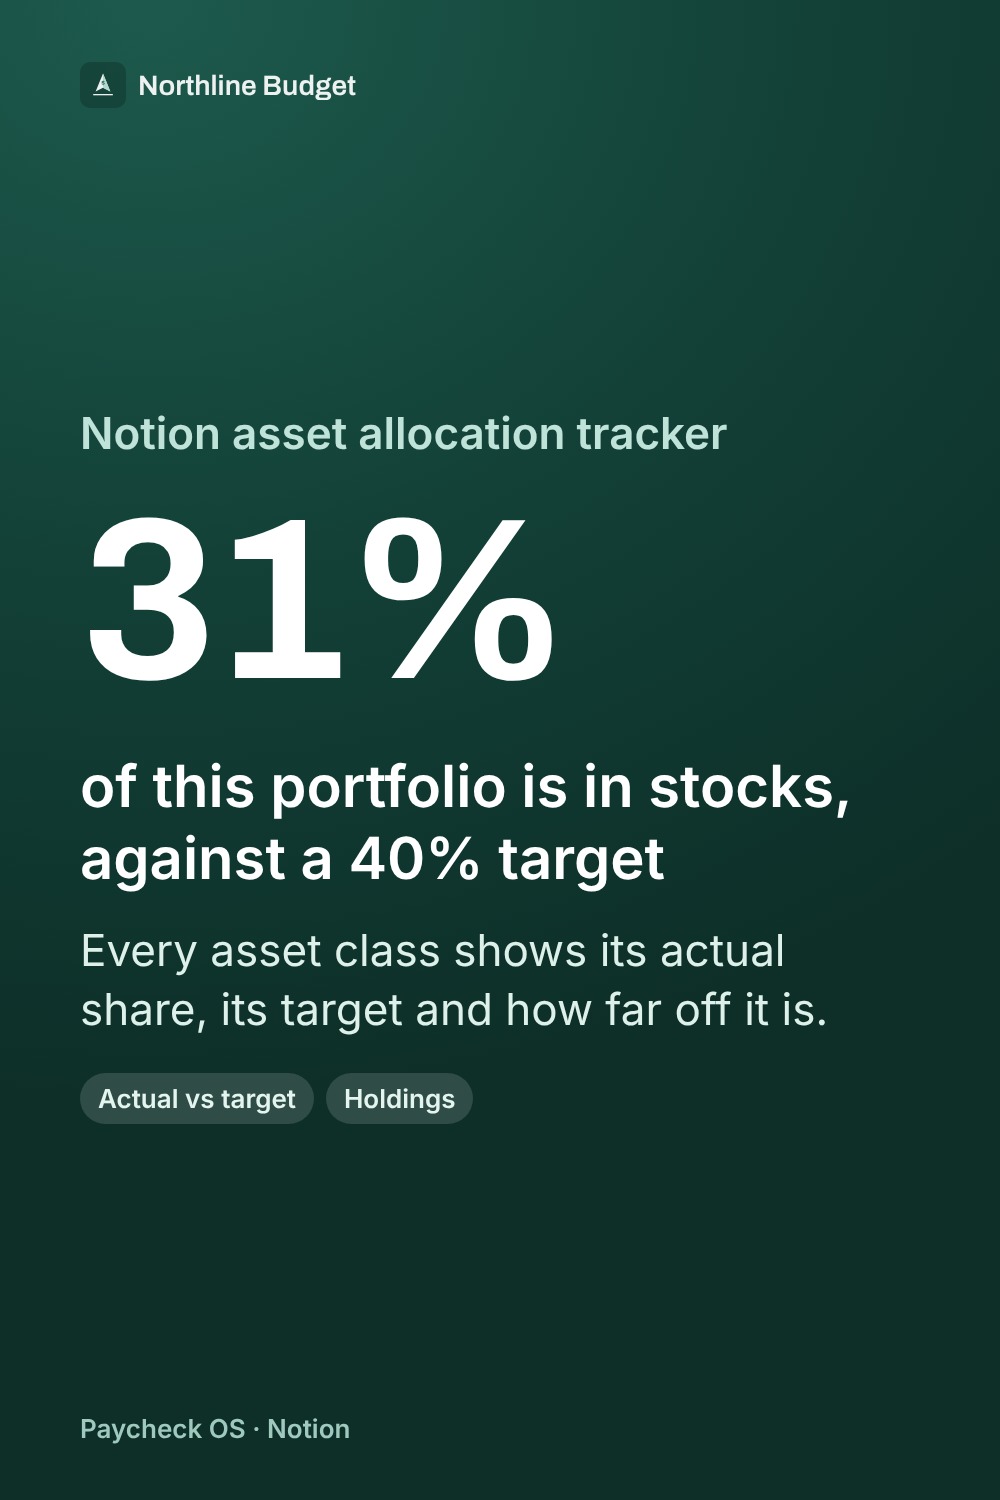 Northline Budget
Notion asset allocation tracker
31%
of this portfolio is in stocks,
against a 40% target
Every asset class shows its actual
share, its target and how far off it is.
Actual vs target
Holdings
Paycheck OS · Notion